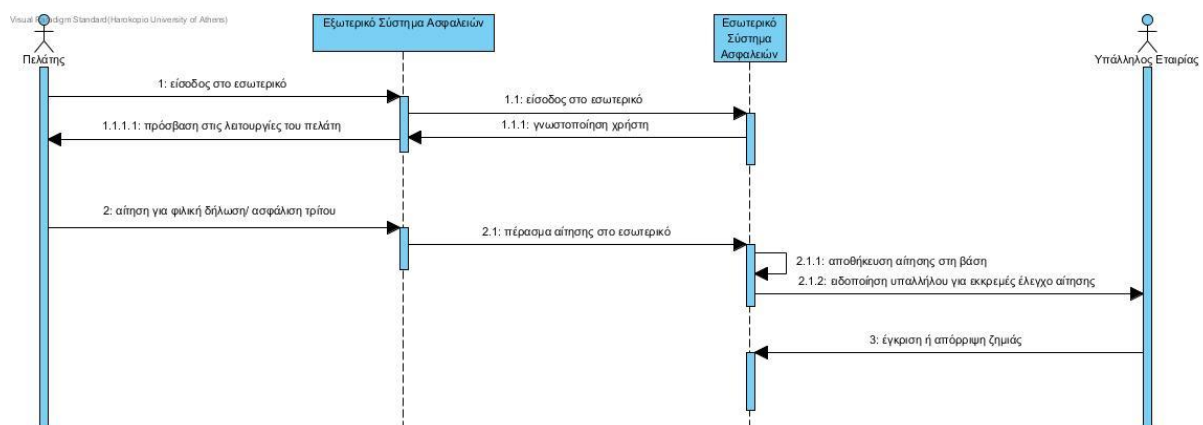 Visual Paradigm Standard(Harokopio University of Athens)
Εξωτερικό Σύστημα Ασφαλειών
Εσωτερικό
Σύστημα
Ασφαλειών
Πελάτης
Υπάλληλος Εταιρίας
1: είσοδος στο εσωτερικό
1.1: είσοδος στο εσωτερικό
1.1.1.1: πρόσβαση στις λειτουργίες του πελάτη
1.1.1: γνωστοποίηση χρήστη
2: αίτηση για φιλική δήλωση/ ασφάλιση τρίτου
2.1: πέρασμα αίτησης στο εσωτερικό
2.1.1: αποθήκευση αίτησης στη βάση
2.1.2: ειδοποίηση υπαλλήλου για εκκρεμές έλεγχο αίτησης
3: έγκριση ή απόρριψη ζημιάς